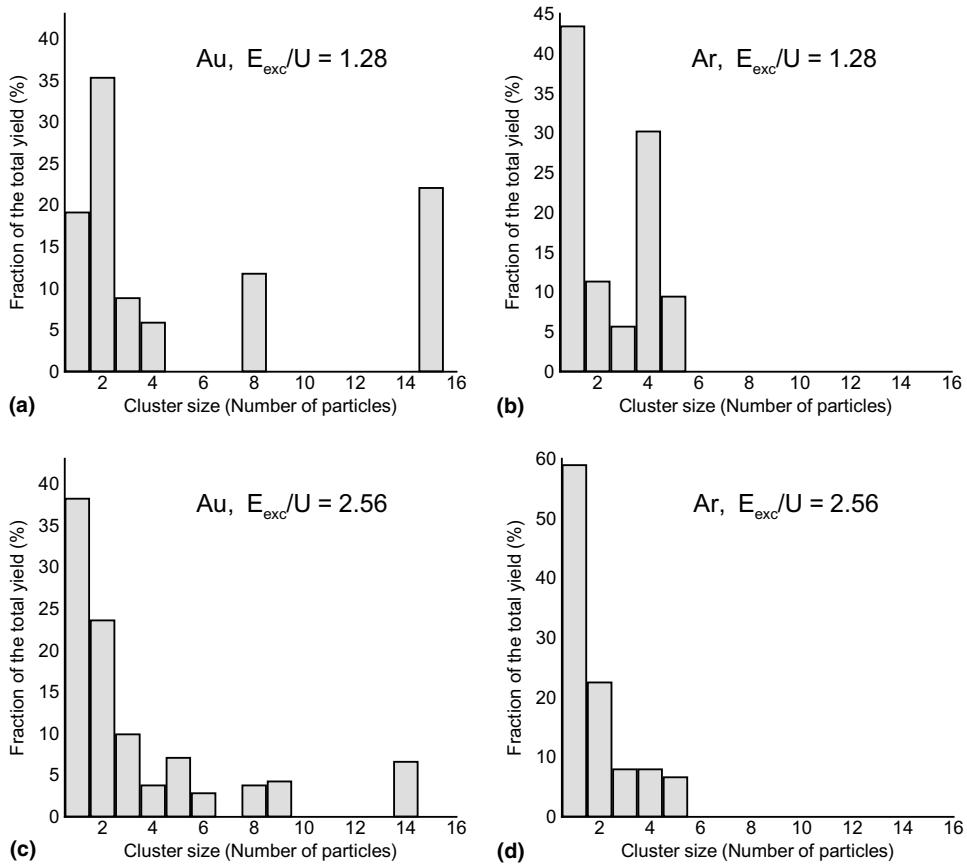 Au, E_exc/U = 1.28
Fraction of the total yield (%)
40
35
30
25
20
15
10
5
0
2 4 6 8 10 12 14 16
Cluster size (Number of particles)
(a)
Ar, E_exc/U = 1.28
Fraction of the total yield (%)
45
40
35
30
25
20
15
10
5
0
2 4 6 8 10 12 14 16
Cluster size (Number of particles)
(b)
Au, E_exc/U = 2.56
Fraction of the total yield (%)
40
35
30
25
20
15
10
5
0
2 4 6 8 10 12 14 16
Cluster size (Number of particles)
(c)
Ar, E_exc/U = 2.56
Fraction of the total yield (%)
60
50
40
30
20
10
0
2 4 6 8 10 12 14 16
Cluster size (Number of particles)
(d)